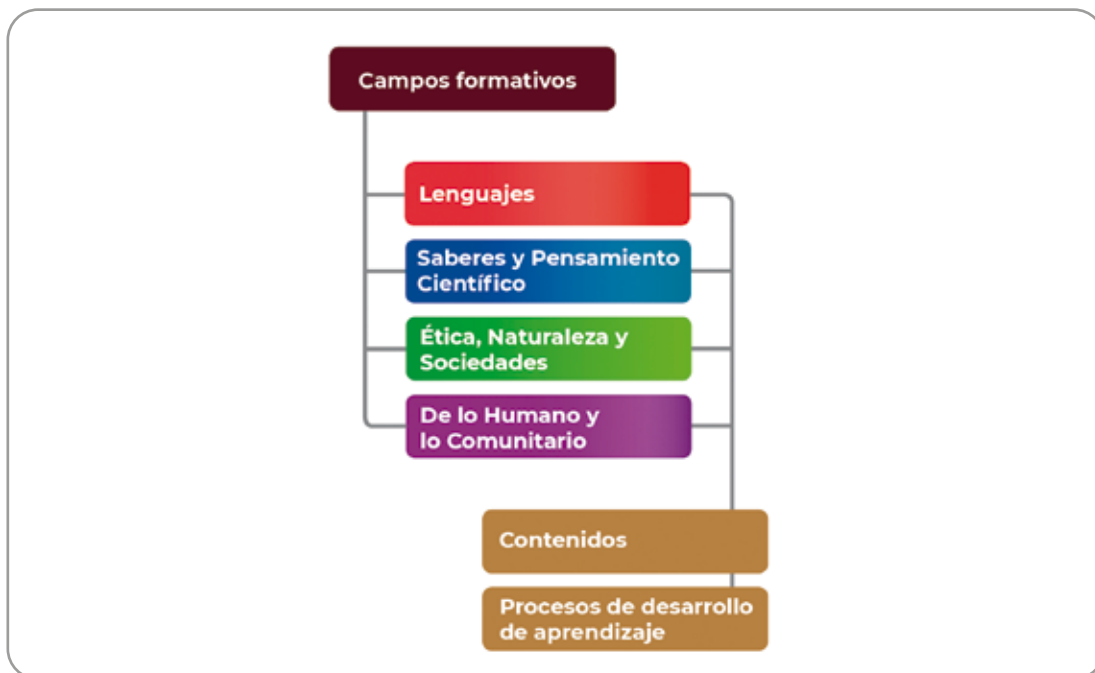 Campos formativos
Lenguajes
Saberes y Pensamiento
Científico
Ética, Naturaleza y
Sociedades
De lo Humano y
lo Comunitario
Contenidos
Procesos de desarrollo
de aprendizaje